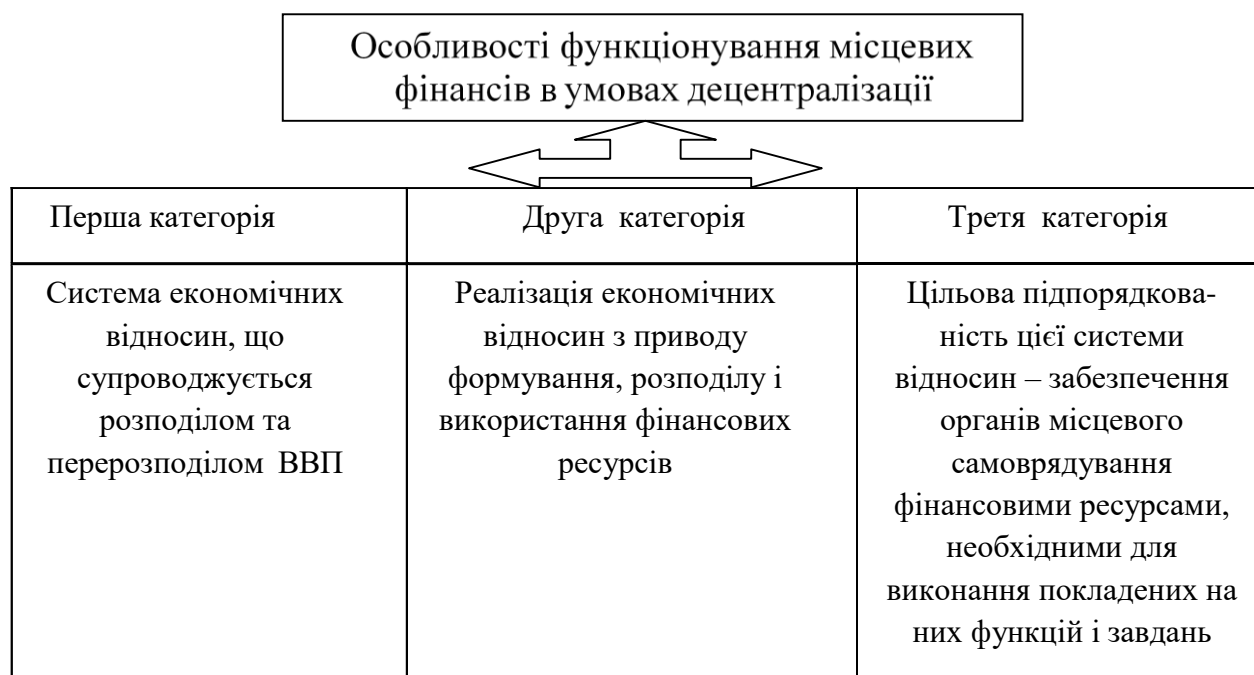 Особливості функціонування місцевих
фінансів в умовах децентралізації
Перша категорія
Друга категорія
Третя категорія
Система економічних
відносин, що
супроводжується
розподілом та
перерозподілом ВВП
Реалізація економічних
відносин з приводу
формування, розподілу і
використання фінансових
ресурсів
Цільова підпорядкова-
ність цієї системи
відносин – забезпечення
органів місцевого
самоврядування
фінансовими ресурсами,
необхідними для
виконання покладених на
них функцій і завдань